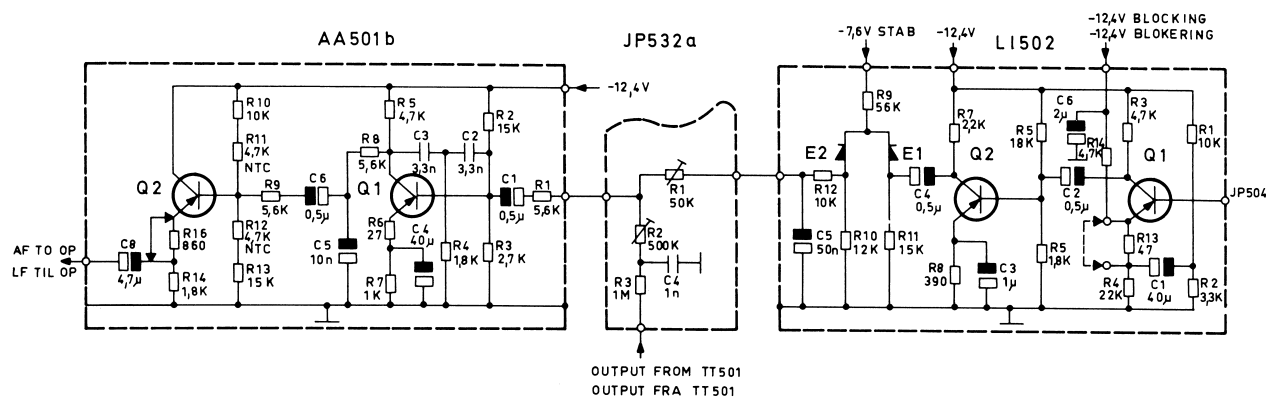 AA501b
JP532a
LI502
-7,6V STAB
-12,4V
-12,4V BLOCKING
-12,4V BLOKERING
-12,4V
R10
10K
R11
4,7K
NTC
Q2
R9
5,6K
C6
0,5µ
R12
4,7K
NTC
R13
15K
R16
860
R14
1,8K
C8
4,7µ
AF TO OP
LF TIL OP
R5
4,7K
R8
5,6K
C3
3,3n
C2
3,3n
R2
15K
Q1
C1
0,5µ
R1
5,6K
R6
27
C4
40µ
C5
10n
R7
1K
R4
1,8K
R3
2,7K
R1
50K
R2
500K
R3
1M
C4
1n
OUTPUT FROM TT501
OUTPUT FRA TT501
R9
56K
E2
E1
R12
10K
C5
50n
R10
12K
R11
15K
C4
0,5µ
R7
2,2K
Q2
R8
390
C3
1µ
R5
18K
R5
1,8K
C6
2µ
R14
4,7K
C2
0,5µ
R3
4,7K
Q1
R1
10K
JP504
R13
47
R4
22K
C1
40µ
R2
3,3K